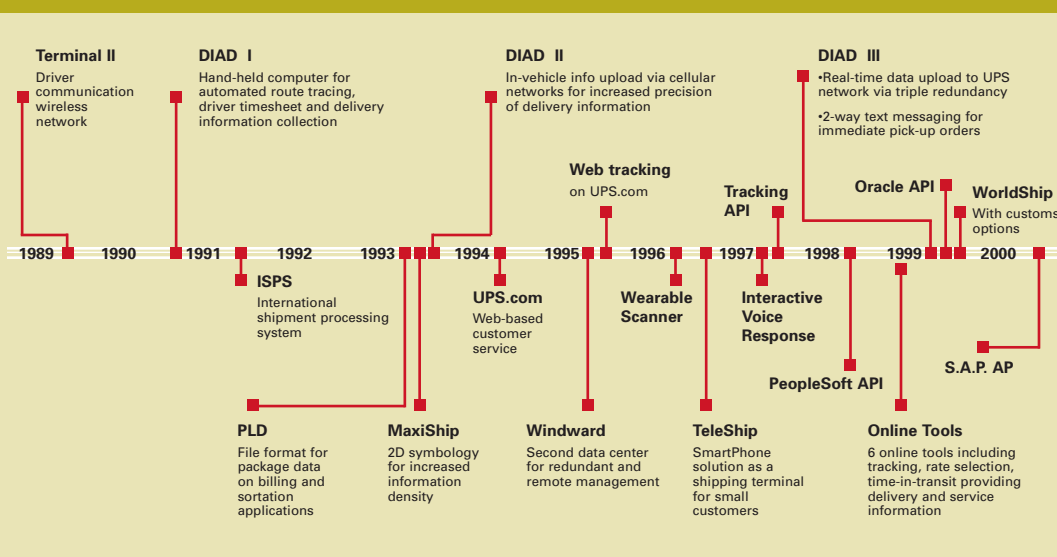 Terminal II
Driver
communication
wireless
network
DIAD I
Hand-held computer for
automated route tracing,
driver timesheet and delivery
information collection
DIAD II
In-vehicle info upload via cellular
networks for increased precision
of delivery information
DIAD III
•Real-time data upload to UPS
network via triple redundancy
•2-way text messaging for
immediate pick-up orders
Web tracking
on UPS.com
Tracking
API
Oracle API
WorldShip
With customs
options
1989 1990 1991 1992 1993 1994 1995 1996 1997 1998 1999 2000
ISPS
International
shipment processing
system
UPS.com
Web-based
customer
service
Wearable
Scanner
Interactive
Voice
Response
PeopleSoft API
S.A.P. AP
PLD
File format for
package data
on billing and
sortation
applications
MaxiShip
2D symbology
for increased
information
density
Windward
Second data center
for redundant and
remote management
TeleShip
SmartPhone
solution as a
shipping terminal
for small
customers
Online Tools
6 online tools including
tracking, rate selection,
time-in-transit providing
delivery and service
information